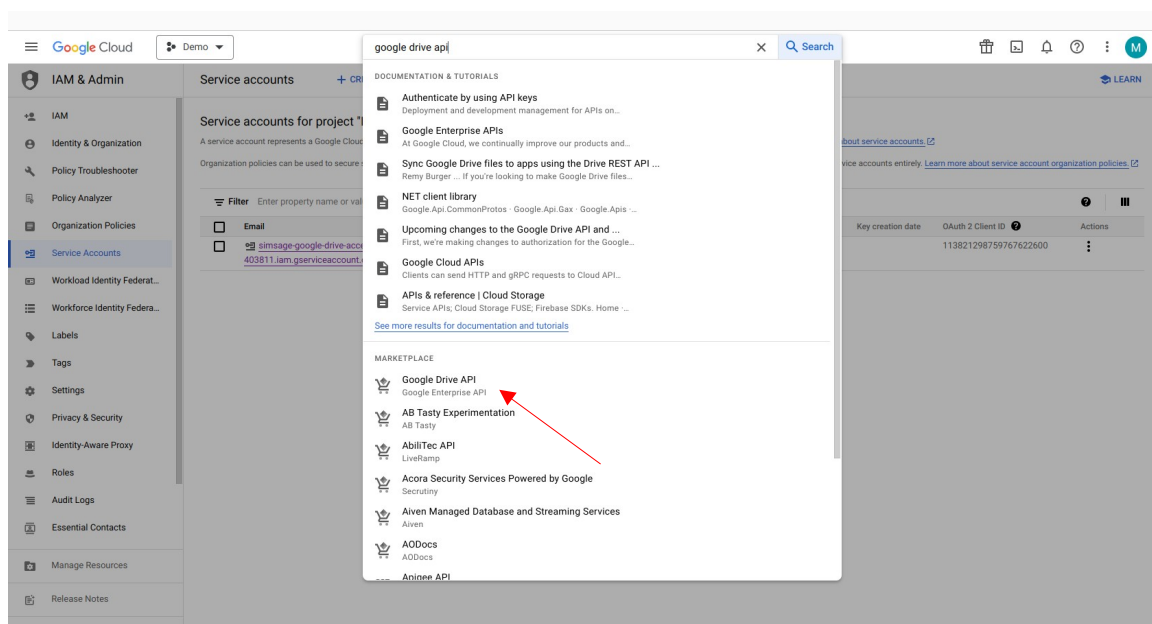 Google Cloud
Demo
google drive api
Search
M
IAM & Admin
Service accounts
+ CR
LEARN
IAM
Identity & Organization
Policy Troubleshooter
Policy Analyzer
Organization Policies
Service Accounts
Workload Identity Federat...
Workforce Identity Federa...
Labels
Tags
Settings
Privacy & Security
Identity-Aware Proxy
Roles
Audit Logs
Essential Contacts
Manage Resources
Release Notes
Service accounts for project "
A service account represents a Google Clou
about service accounts.
Organization policies can be used to secure
vice accounts entirely. Learn more about service account organization policies.
Filter Enter property name or val
Email
Key creation date
OAuth 2 Client ID
Actions
simsage-google-drive-acce
403811.iam.gserviceaccount.
113821298759767622600
DOCUMENTATION & TUTORIALS
Authenticate by using API keys
Deployment and development management for APIs on...
Google Enterprise APIs
At Google Cloud, we continually improve our products and...
Sync Google Drive files to apps using the Drive REST API ...
Remy Burger ... If you're looking to make Google Drive files...
NET client library
Google.Api.CommonProtos · Google.Api.Gax · Google.Apis ·...
Upcoming changes to the Google Drive API and ...
First, we're making changes to authorization for the Google...
Google Cloud APIs
Clients can send HTTP and gRPC requests to Cloud API...
APIs & reference | Cloud Storage
Service APIs; Cloud Storage FUSE; Firebase SDKs. Home ·...
See more results for documentation and tutorials
MARKETPLACE
Google Drive API
Google Enterprise API
AB Tasty Experimentation
AB Tasty
AbiliTec API
LiveRamp
Acora Security Services Powered by Google
Secrutiny
Aiven Managed Database and Streaming Services
Aiven
AODocs
AODocs
Apigee API